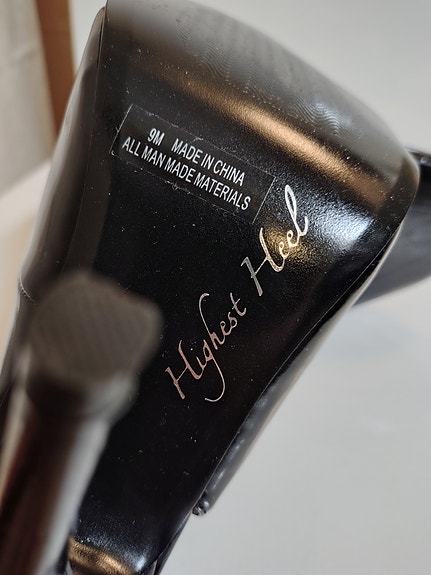 9M MADE IN CHINA
ALL MAN MADE MATERIALS
Highest Heel